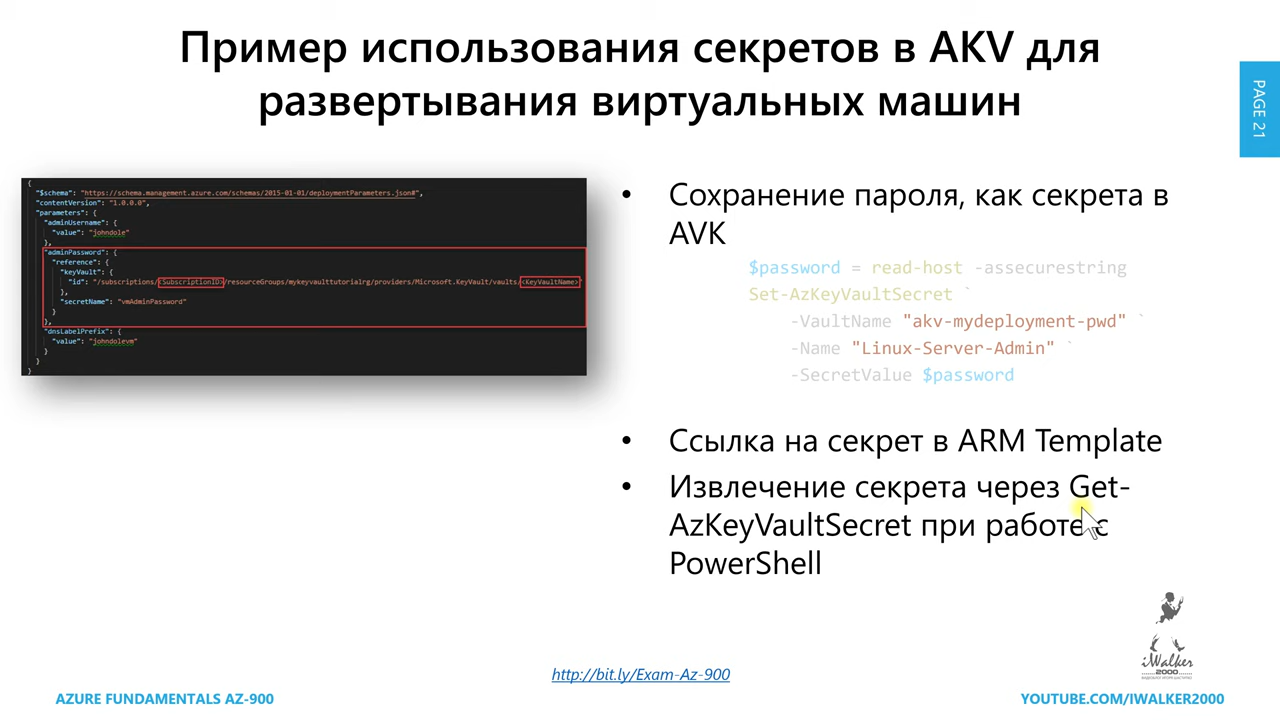 Пример использования секретов в AKV для
развертывания виртуальных машин
PAGE 21
{
"$schema": "https://schema.management.azure.com/schemas/2015-01-01/deploymentParameters.json#",
"contentVersion": "1.0.0.0",
"parameters": {
"adminUsername": {
"value": "johndole"
},
"adminPassword": {
"reference": {
"keyVault": {
"id": "/subscriptions/<SubscriptionID>/resourceGroups/mykeyvaulttutorialrg/providers/Microsoft.KeyVault/vaults/<KeyVaultName>"
},
"secretName": "vmAdminPassword"
}
},
"dnsLabelPrefix": {
"value": "johndolevm"
}
}
}
• Сохранение пароля, как секрета в
AVK
$password = read-host -assecurestring
Set-AzKeyVaultSecret `
-VaultName "akv-mydeployment-pwd" `
-Name "Linux-Server-Admin" `
-SecretValue $password
• Ссылка на секрет в ARM Template
• Извлечение секрета через Get-
AzKeyVaultSecret при работе с
PowerShell
iWalker
2000
http://bit.ly/Exam-Az-900
AZURE FUNDAMENTALS AZ-900
YOUTUBE.COM/IWALKER2000